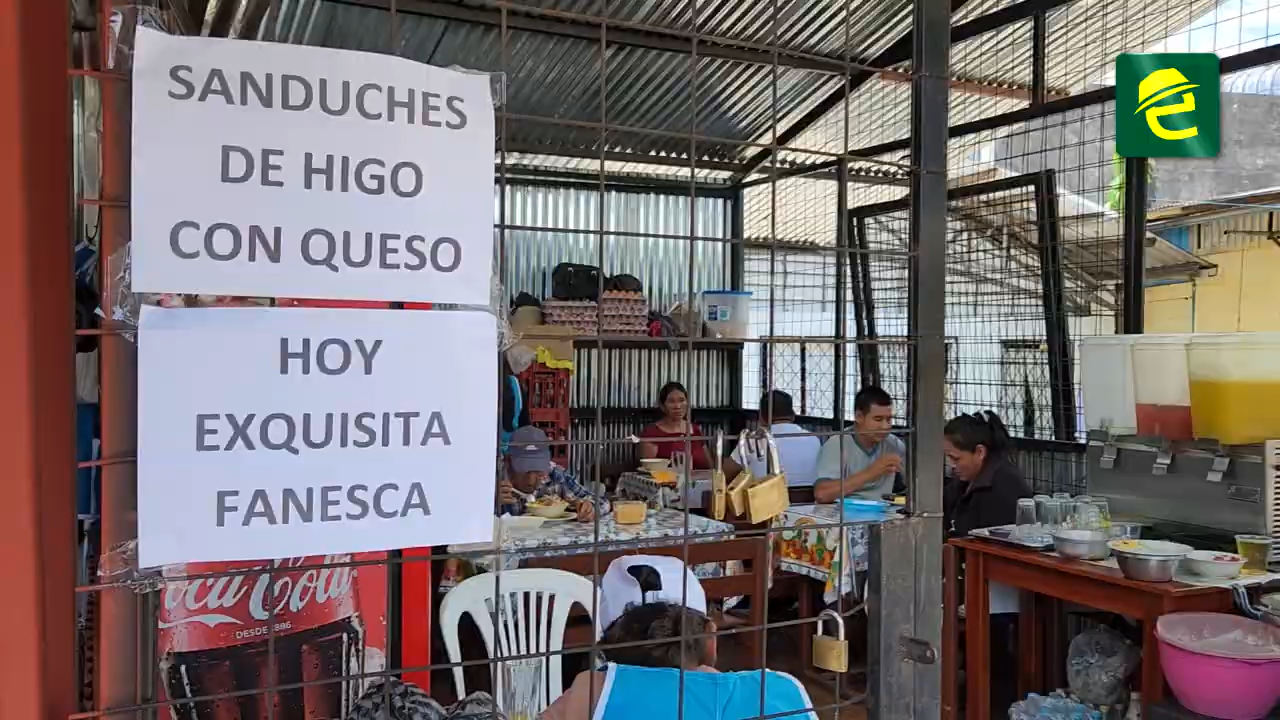 SANDUCHES
DE HIGO
CON QUESO
HOY
EXQUISITA
FANESCA
Coca-Cola
DESDE 1886